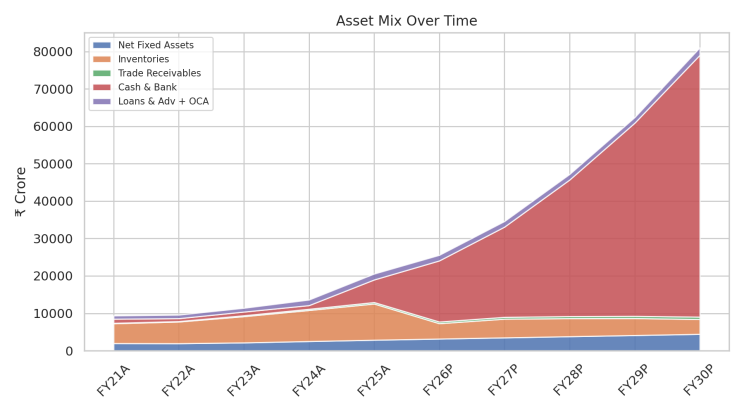 Asset Mix Over Time
Net Fixed Assets
Inventories
Trade Receivables
Cash & Bank
Loans & Adv + OCA
₹ Crore
80000
70000
60000
50000
40000
30000
20000
10000
0
FY21A FY22A FY23A FY24A FY25A FY26P FY27P FY28P FY29P FY30P